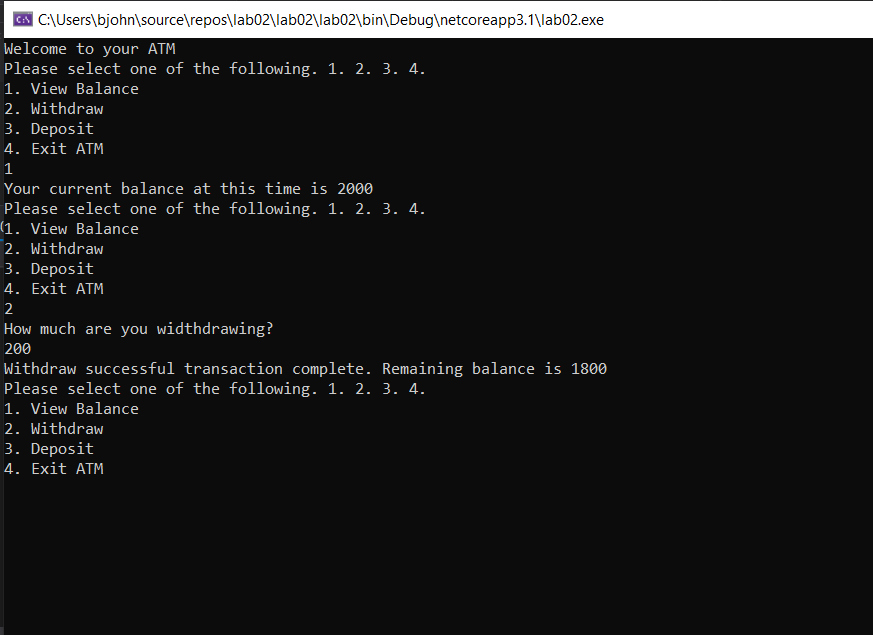 C:\Users\bjohn\source\repos\lab02\lab02\lab02\bin\Debug\netcoreapp3.1\lab02.exe
Welcome to your ATM
Please select one of the following. 1. 2. 3. 4.
1. View Balance
2. Withdraw
3. Deposit
4. Exit ATM
1
Your current balance at this time is 2000
Please select one of the following. 1. 2. 3. 4.
1. View Balance
2. Withdraw
3. Deposit
4. Exit ATM
2
How much are you widthdrawing?
200
Withdraw successful transaction complete. Remaining balance is 1800
Please select one of the following. 1. 2. 3. 4.
1. View Balance
2. Withdraw
3. Deposit
4. Exit ATM